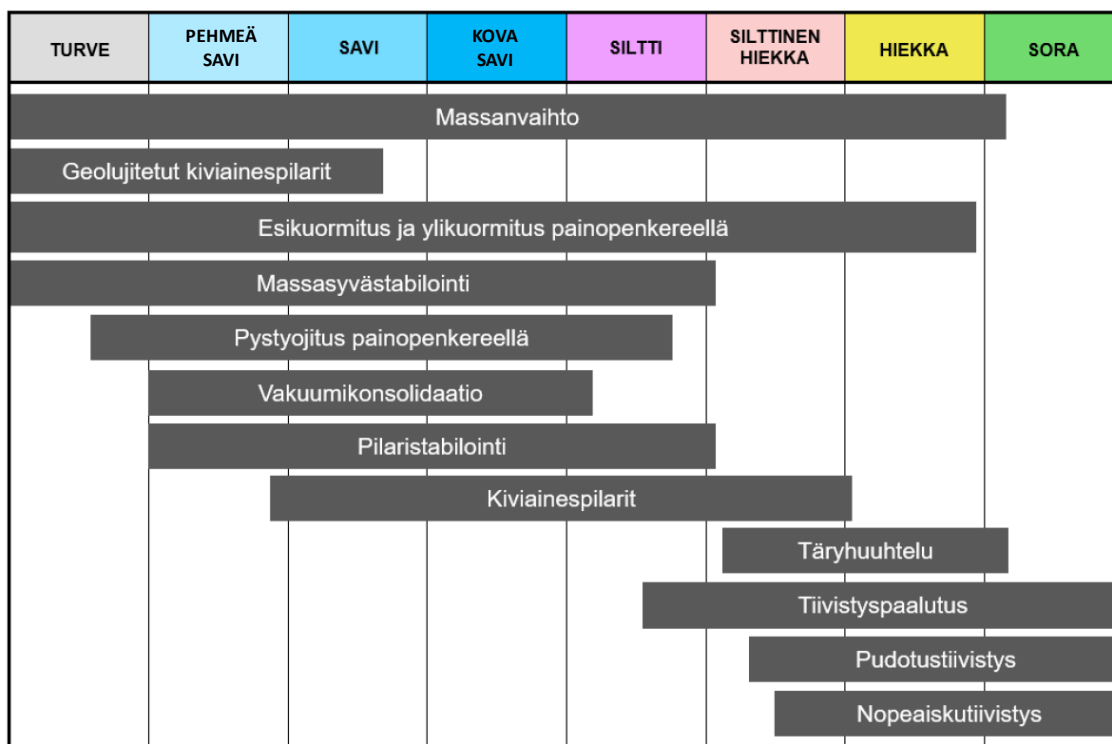 TURVE
PEHMEÄ
SAVI
SAVI
KOVA
SAVI
SILTTI
SILTTINEN
HIEKKA
HIEKKA
SORA
Massanvaihto
Geolujitetut kiviainespilarit
Esikuormitus ja ylikuormitus painopenkereellä
Massasyvästabilointi
Pystyojitus painopenkereellä
Vakuumikonsolidaatio
Pilaristabilointi
Kiviainespilarit
Täryhuuhtelu
Tiivistyspaalutus
Pudotustiivistys
Nopeaiskutiivistys